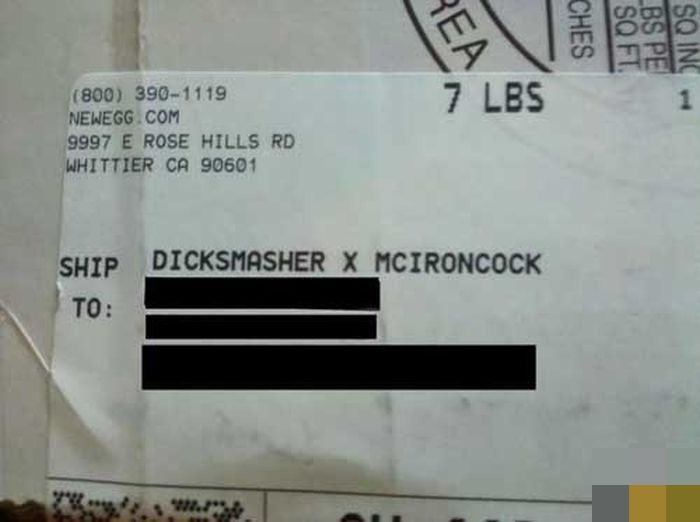 REA
CHES
LBS PE
SQ FT
SQ INC
(800) 390-1119
7 LBS
1
NEWEGG.COM
9997 E ROSE HILLS RD
WHITTIER CA 90601
SHIP
TO:
DICKSMASHER X MCIRONCOCK